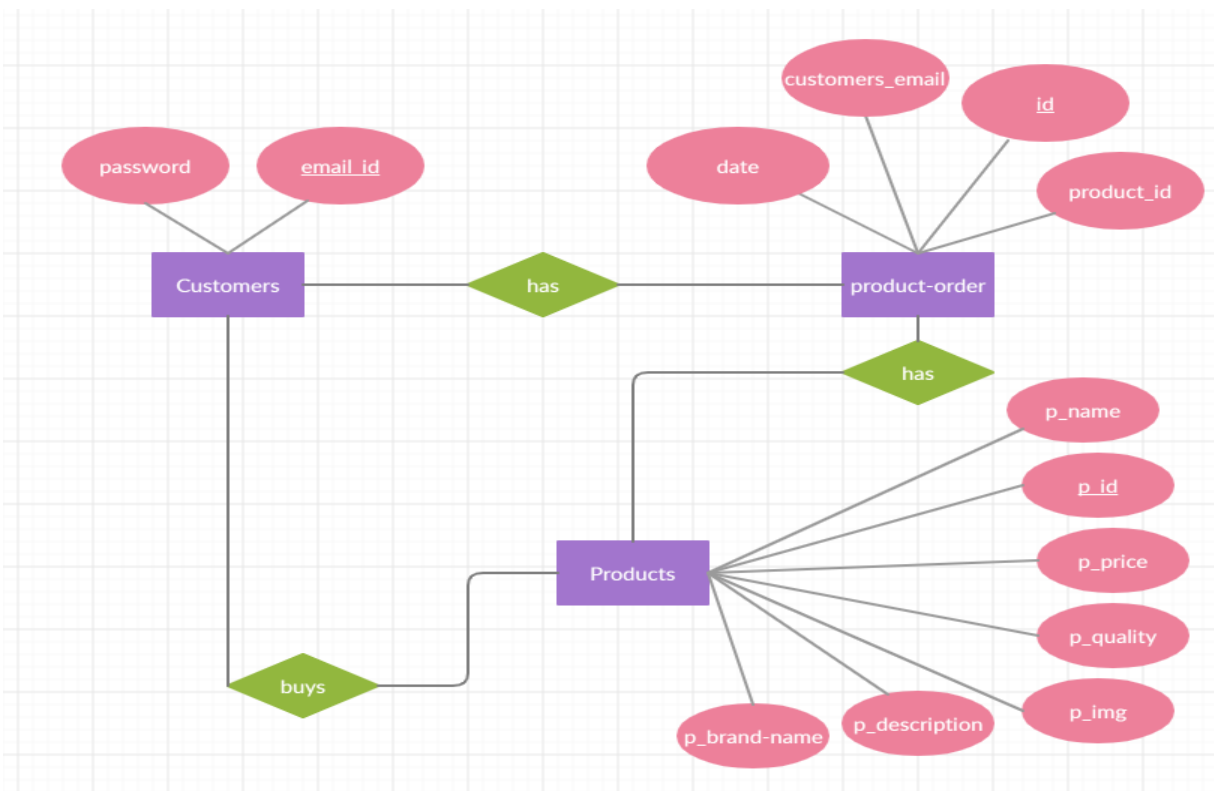 customers_email
id
password
email_id
date
product_id
Customers
has
product-order
has
p_name
p_id
p_price
Products
p_quality
buys
p_img
p_description
p_brand-name